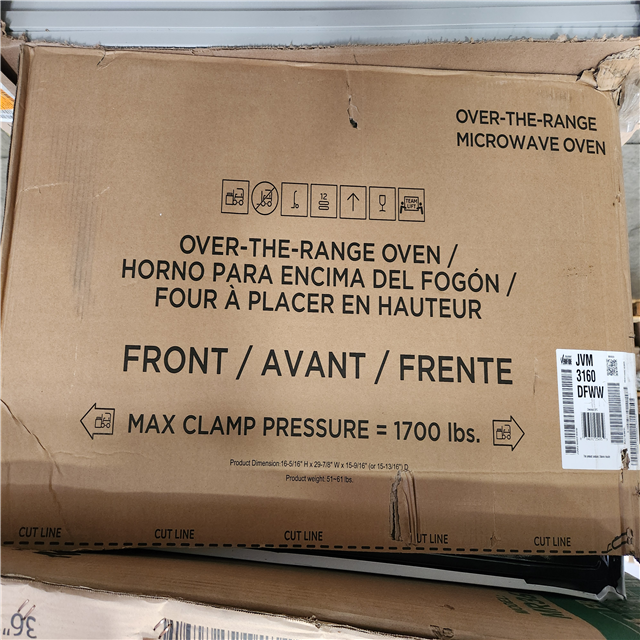 OVER-THE-RANGE
MICROWAVE OVEN
12
TEAM
LIFT
OVER-THE-RANGE OVEN /
HORNO PARA ENCIMA DEL FOGÓN /
FOUR À PLACER EN HAUTEUR
FRONT / AVANT / FRENTE
MAX CLAMP PRESSURE = 1700 lbs.
JVM
3160
DFWW
Product Dimension: 16-5/16" H x 29-7/8" W x 15-9/16" (or 15-13/16") D
Product weight: 51~61 lbs.
CUT LINE CUT LINE CUT LINE UT LINE CUT LINE
36"